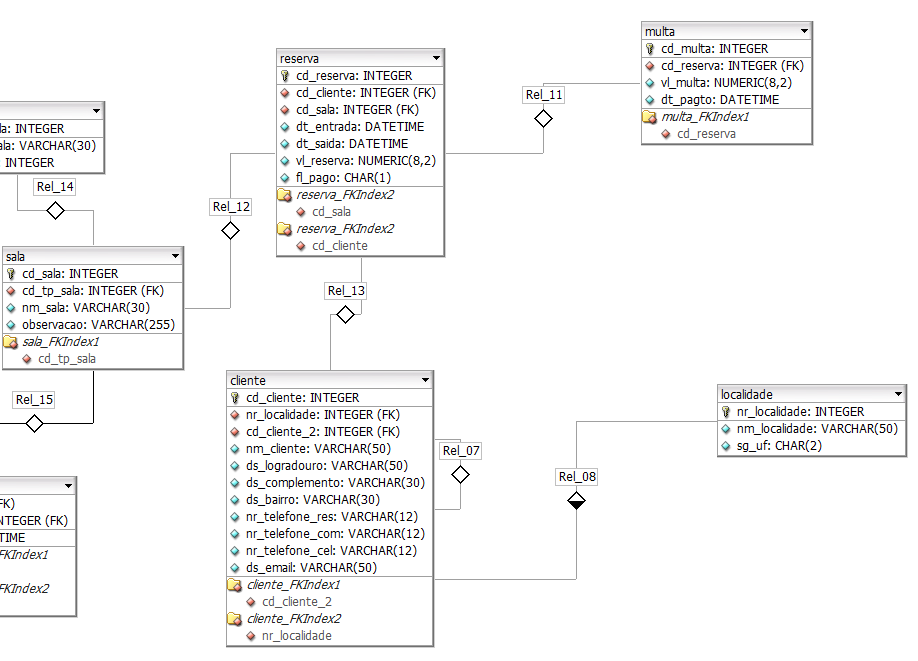 reserva
cd_reserva: INTEGER
cd_cliente: INTEGER (FK)
cd_sala: INTEGER (FK)
dt_entrada: DATETIME
dt_saida: DATETIME
vl_reserva: NUMERIC(8,2)
fl_pago: CHAR(1)
reserva_FKIndex2
cd_sala
reserva_FKIndex2
cd_cliente
multa
cd_multa: INTEGER
cd_reserva: INTEGER (FK)
vl_multa: NUMERIC(8,2)
dt_pagto: DATETIME
multa_FKIndex1
cd_reserva
Rel_11
la: INTEGER
ala: VARCHAR(30)
INTEGER
Rel_14
Rel_12
sala
cd_sala: INTEGER
cd_tp_sala: INTEGER (FK)
nm_sala: VARCHAR(30)
observacao: VARCHAR(255)
sala_FKIndex1
cd_tp_sala
Rel_13
Rel_15
cliente
cd_cliente: INTEGER
nr_localidade: INTEGER (FK)
cd_cliente_2: INTEGER (FK)
nm_cliente: VARCHAR(50)
ds_logradouro: VARCHAR(50)
ds_complemento: VARCHAR(30)
ds_bairro: VARCHAR(30)
nr_telefone_res: VARCHAR(12)
nr_telefone_com: VARCHAR(12)
nr_telefone_cel: VARCHAR(12)
ds_email: VARCHAR(50)
cliente_FKIndex1
cd_cliente_2
cliente_FKIndex2
nr_localidade
Rel_07
Rel_08
localidade
nr_localidade: INTEGER
nm_localidade: VARCHAR(50)
sg_uf: CHAR(2)
FK)
NTEGER (FK)
TIME
FKIndex1
FKIndex2